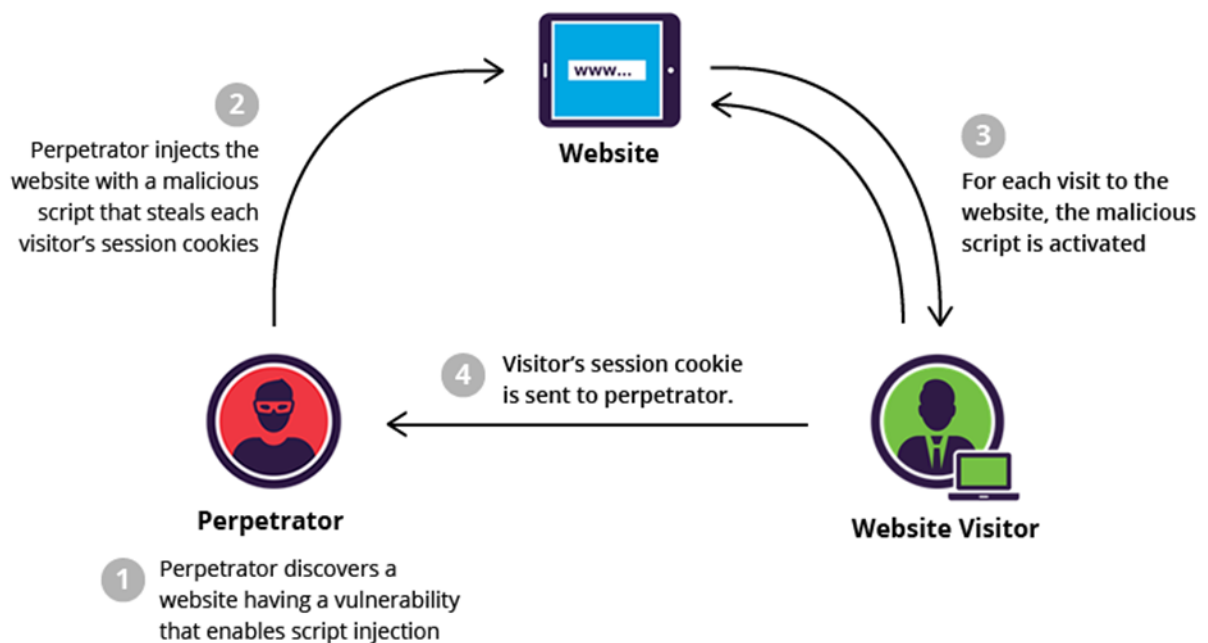 www...
Website
2
Perpetrator injects the
website with a malicious
script that steals each
visitor's session cookies
3
For each visit to the
website, the malicious
script is activated
4
Visitor's session cookie
is sent to perpetrator.
Perpetrator
Website Visitor
1
Perpetrator discovers a
website having a vulnerability
that enables script injection